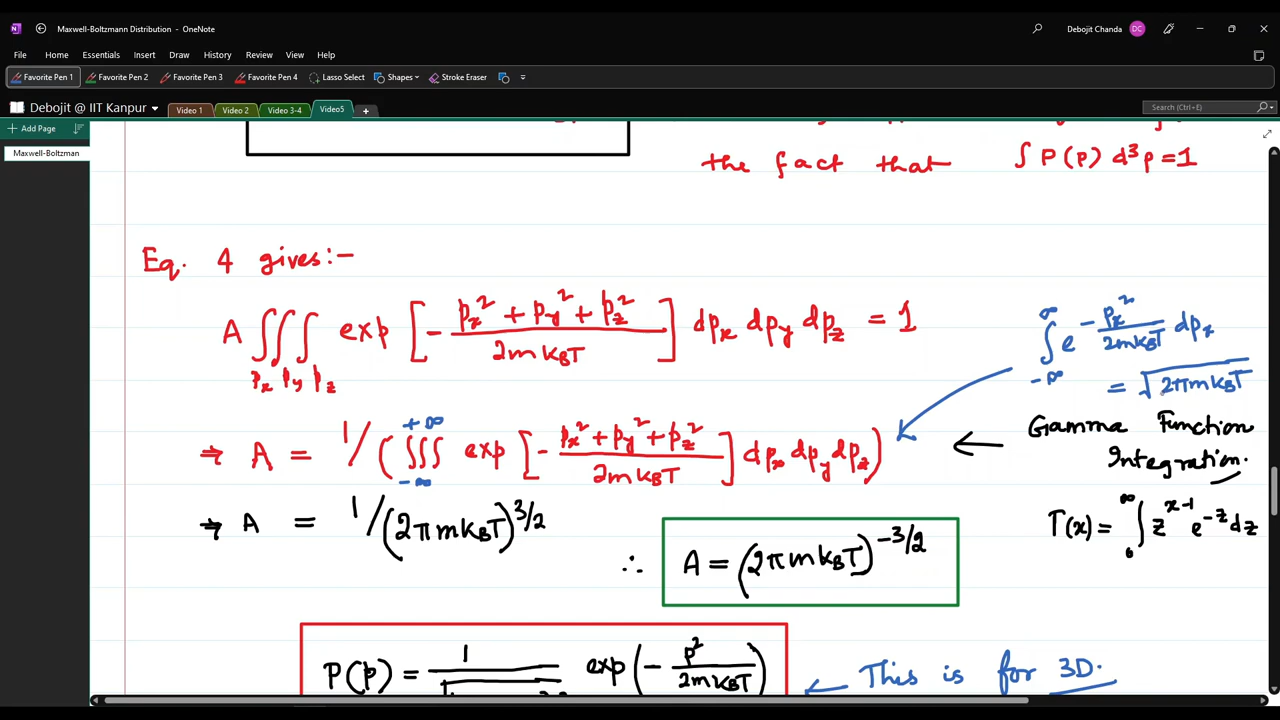 Maxwell-Boltzmann Distribution - OneNote
Debojit Chanda DC
File Home Essentials Insert Draw History Review View Help
Favorite Pen 1 Favorite Pen 2 Favorite Pen 3 Favorite Pen 4 Lasso Select Shapes Stroke Eraser
Debojit @ IIT Kanpur Video 1 Video 2 Video 3-4 Video5 + Search (Ctrl+E)
+ Add Page
Maxwell-Boltzman
the fact that ∫ P(p) d³p = 1
Eq. 4 gives:-
A ∫∫∫ exp [ - (px² + py² + pz²) / 2mkBT ] dpx dpy dpz = 1
px py pz
∫_{-∞}^{∞} e^{-px²/2mkBT} dpx
= √(2πmkBT)
⇒ A = 1/( ∫∫∫_{-∞}^{+∞} exp [ - (px² + py² + pz²) / 2mkBT ] dpx dpy dpz )
← Gamma Function
Integration.
Γ(x) = ∫_{0}^{∞} z^{x-1} e^{-z} dz
⇒ A = 1/(2πmkBT)^{3/2}
∴ A = (2πmkBT)^{-3/2}
P(p) = 1/√ exp(- p²/2mkBT)
← This is for 3D.